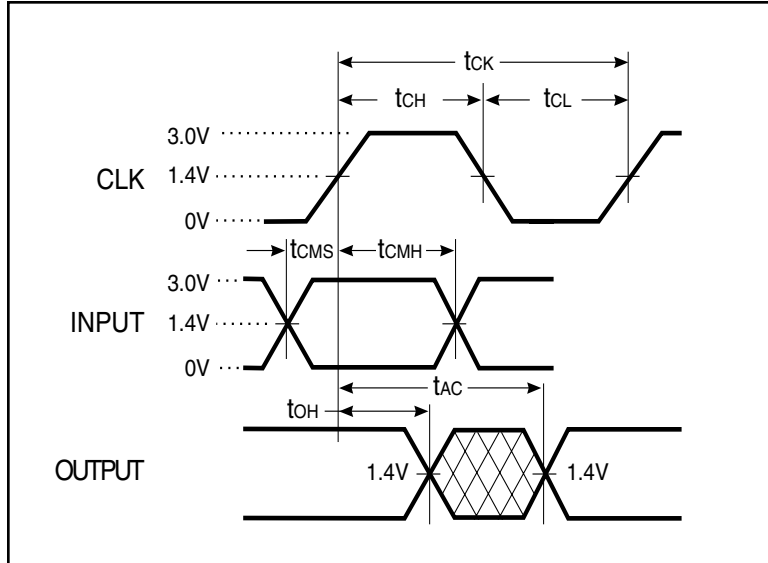 tCK
tCH tCL
3.0V
CLK 1.4V
0V
tCMS tCMH
3.0V
INPUT 1.4V
0V
tAC
tOH
OUTPUT 1.4V 1.4V